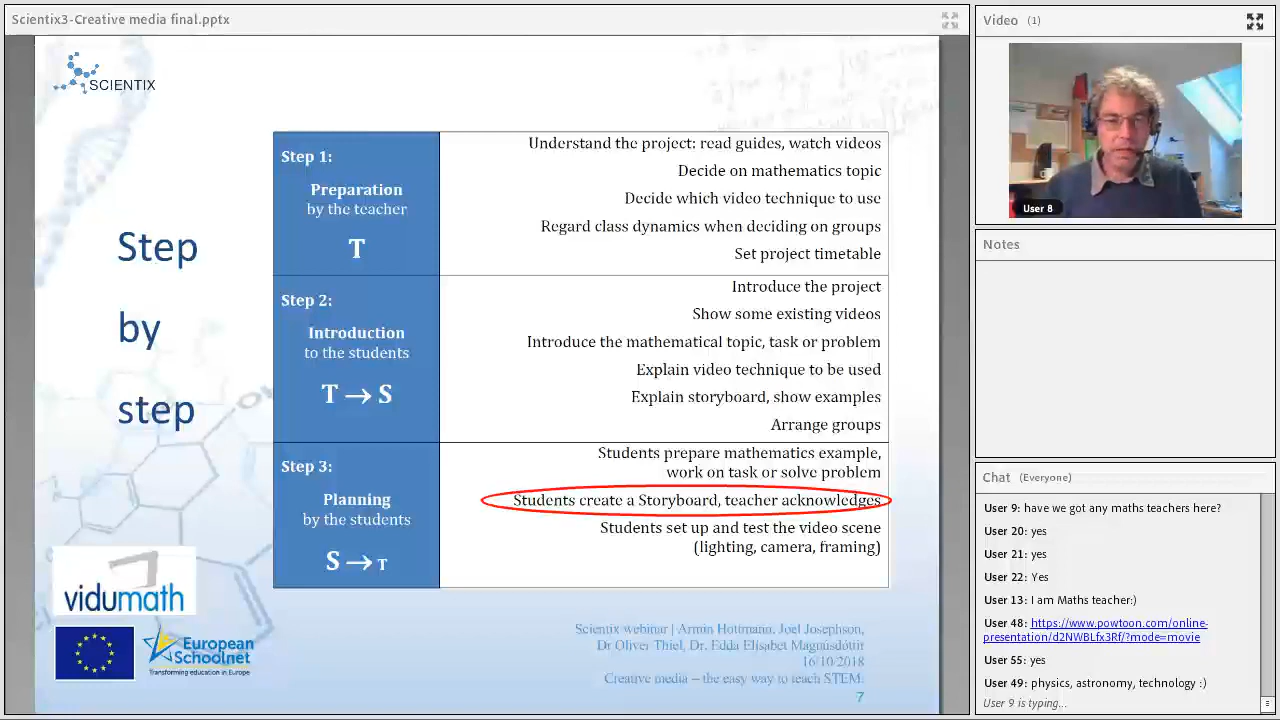 Scientix3-Creative media final.pptx
SCIENTIX
Step
by
step
Step 1:
Preparation
by the teacher
T
Understand the project: read guides, watch videos
Decide on mathematics topic
Decide which video technique to use
Regard class dynamics when deciding on groups
Set project timetable
Step 2:
Introduction
to the students
T → S
Introduce the project
Show some existing videos
Introduce the mathematical topic, task or problem
Explain video technique to be used
Explain storyboard, show examples
Arrange groups
Step 3:
Planning
by the students
S → T
Students prepare mathematics example,
work on task or solve problem
Students create a Storyboard, teacher acknowledges
Students set up and test the video scene
(lighting, camera, framing)
vidumath
European
Schoolnet
Transforming education in Europe
Scientix webinar | Armin Hottmann, Joel Josephson,
Dr Oliver Thiel, Dr. Edda Elísabet Magnúsdóttir
16/10/2018
Creative media – the easy way to teach STEM.
7
Video (1)
User 8
Notes
Chat (Everyone)
User 9: have we got any maths teachers here?
User 20: yes
User 21: yes
User 22: Yes
User 13: I am Maths teacher:)
User 48: https://www.powtoon.com/online-
presentation/d2NWBLfx3Rf/?mode=movie
User 55: yes
User 49: physics, astronomy, technology :)
User 9 is typing...